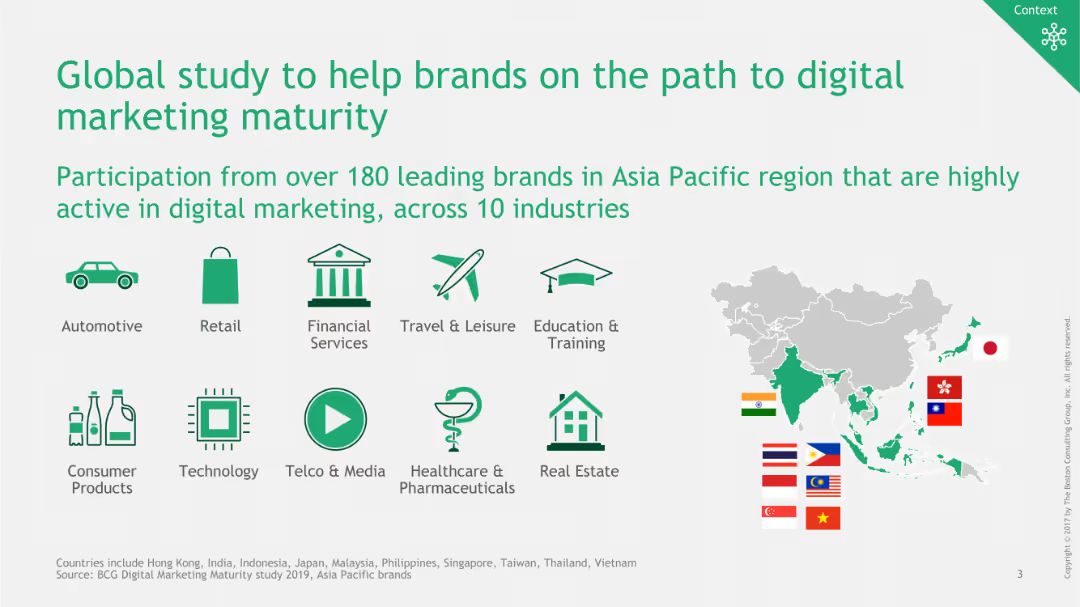 Context
Global study to help brands on the path to digital
marketing maturity
Participation from over 180 leading brands in Asia Pacific region that are highly
active in digital marketing, across 10 industries
Automotive
Retail
Financial
Services
Travel & Leisure
Education &
Training
Consumer
Products
Technology
Telco & Media
Healthcare &
Pharmaceuticals
Real Estate
Countries include Hong Kong, India, Indonesia, Japan, Malaysia, Philippines, Singapore, Taiwan, Thailand, Vietnam
Source: BCG Digital Marketing Maturity study 2019, Asia Pacific brands
3
Copyright © 2017 by The Boston Consulting Group, Inc. All rights reserved.